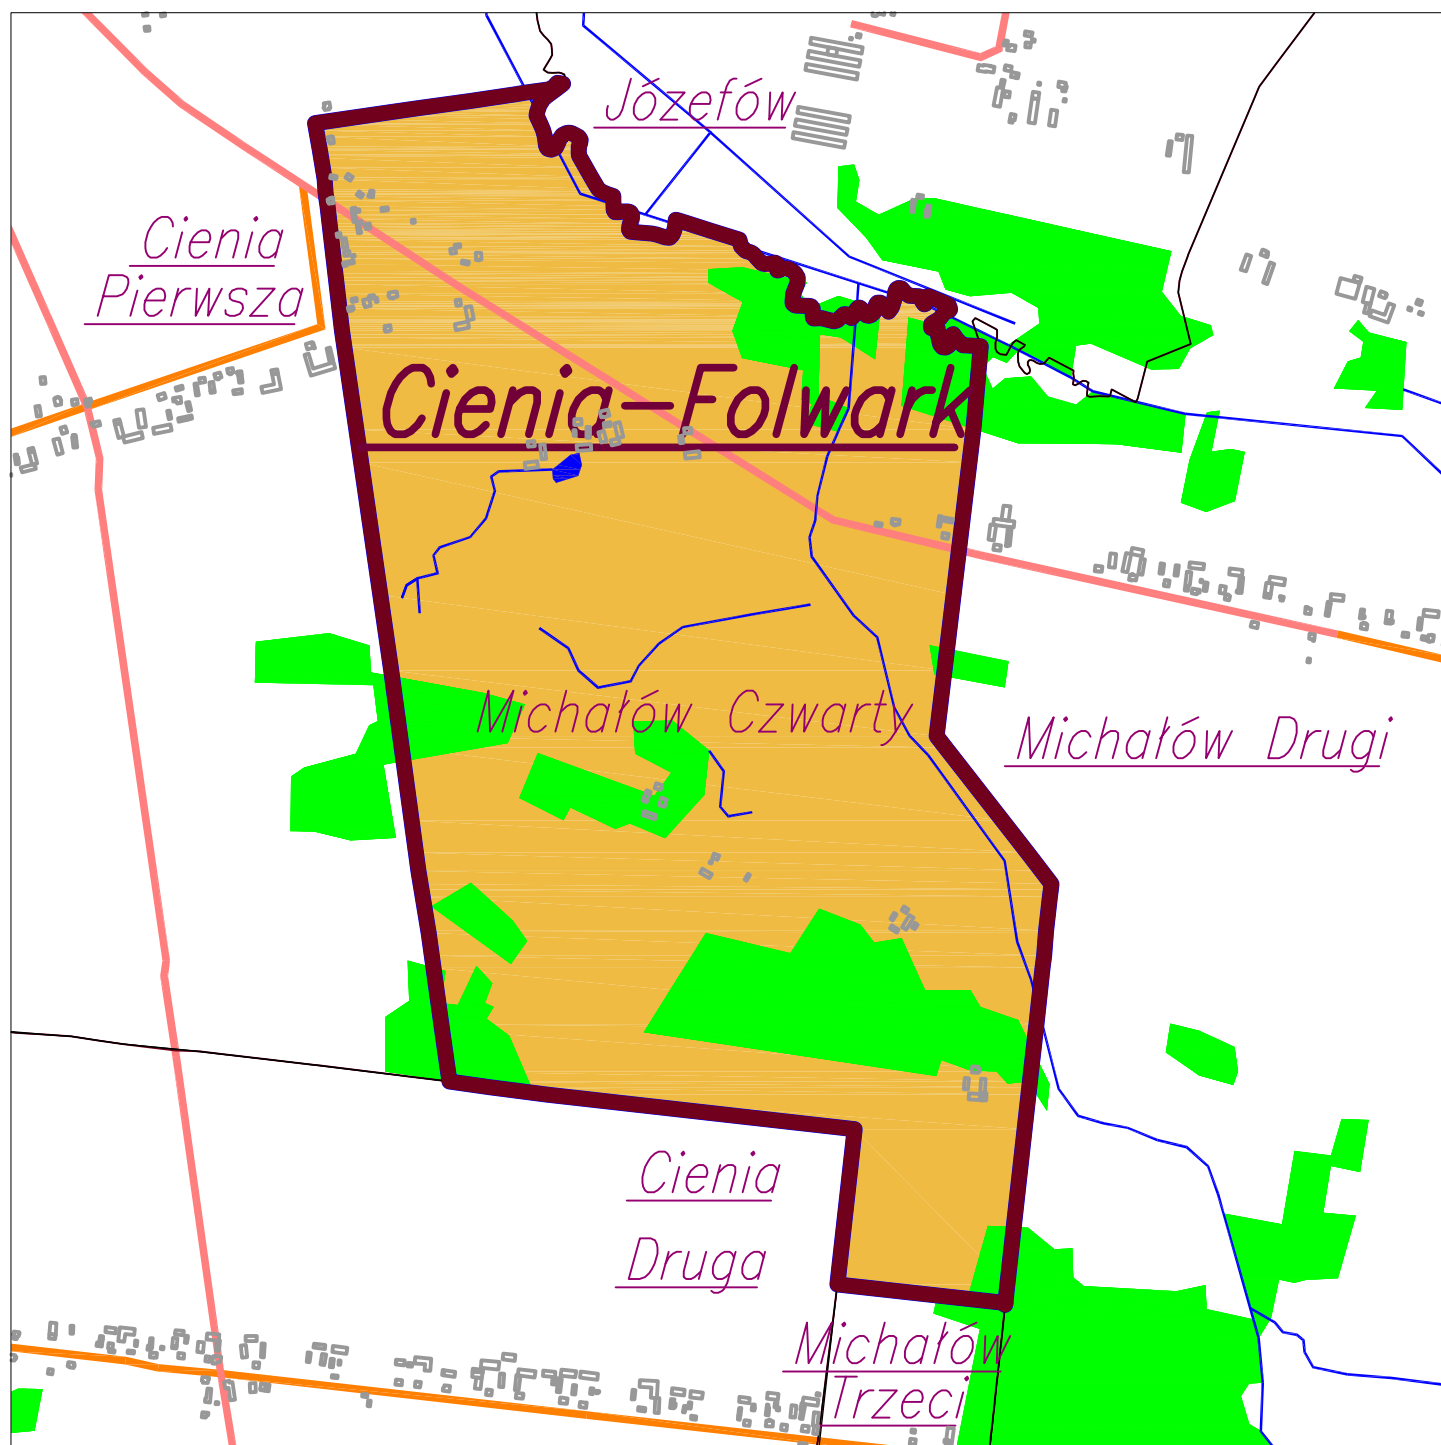 Józefów
Cienia
Pierwsza
Cienia-Folwark
Michałów Czwarty
Michałów Drugi
Cienia
Druga
Michałów
Trzeci